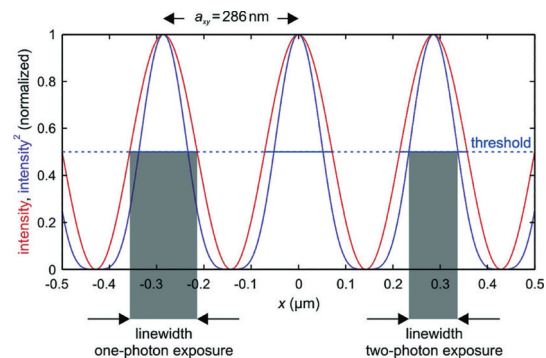 aₓᵧ = 286 nm
1
0.8
0.6
0.4
0.2
0
intensity, intensity² (normalized)
threshold
-0.5 -0.4 -0.3 -0.2 -0.1 0 0.1 0.2 0.3 0.4 0.5
x (µm)
linewidth
one-photon exposure
linewidth
two-photon exposure